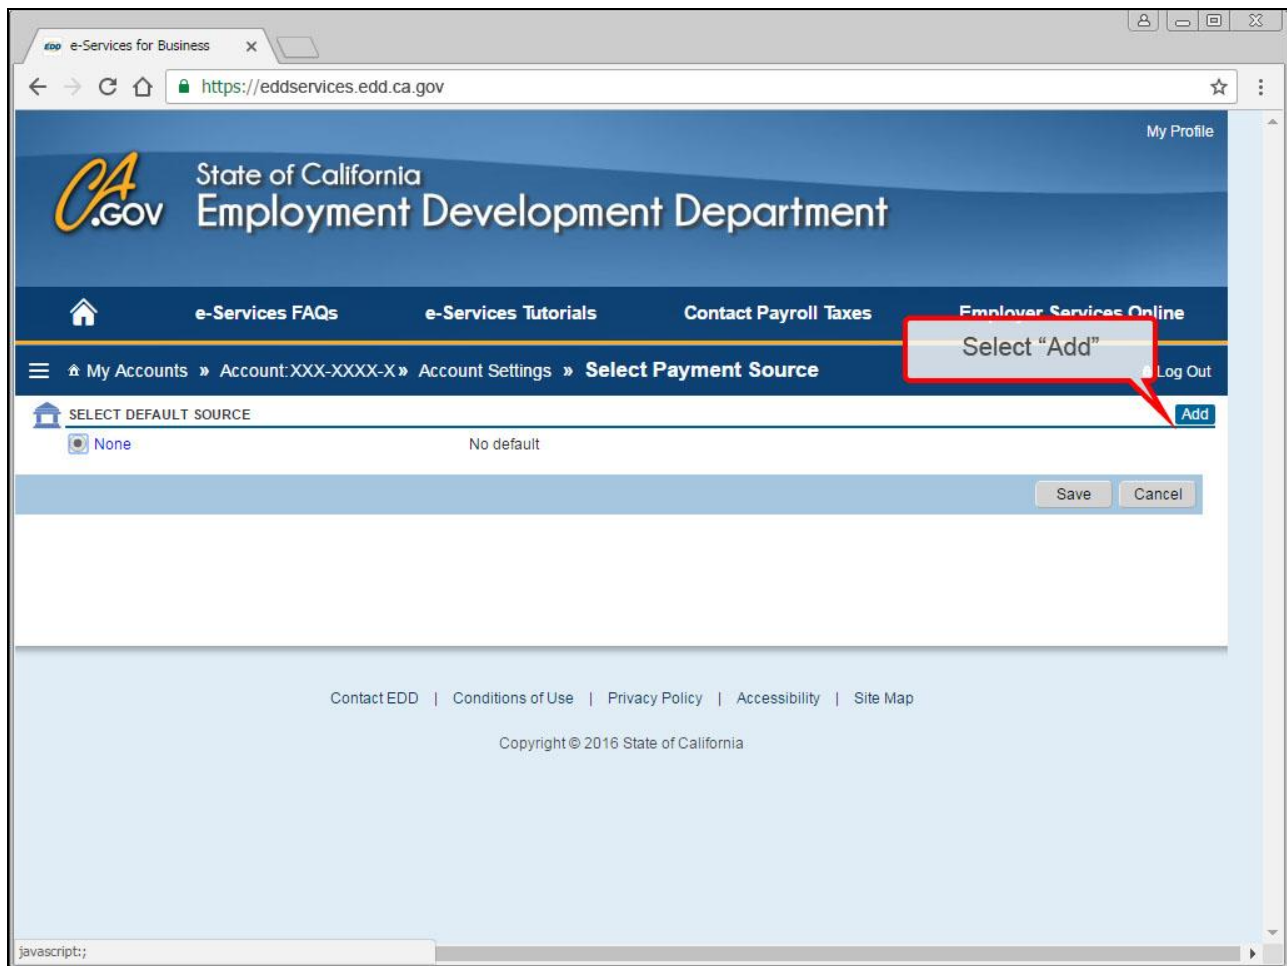 EDD e-Services for Business
https://eddservices.edd.ca.gov
My Profile
CA.GOV
State of California
Employment Development Department
e-Services FAQs e-Services Tutorials Contact Payroll Taxes Employer Services Online
Select “Add”
My Accounts » Account:XXX-XXXX-X» Account Settings » Select Payment Source Log Out
SELECT DEFAULT SOURCE Add
None No default
Save Cancel
Contact EDD | Conditions of Use | Privacy Policy | Accessibility | Site Map
Copyright © 2016 State of California
javascript:;